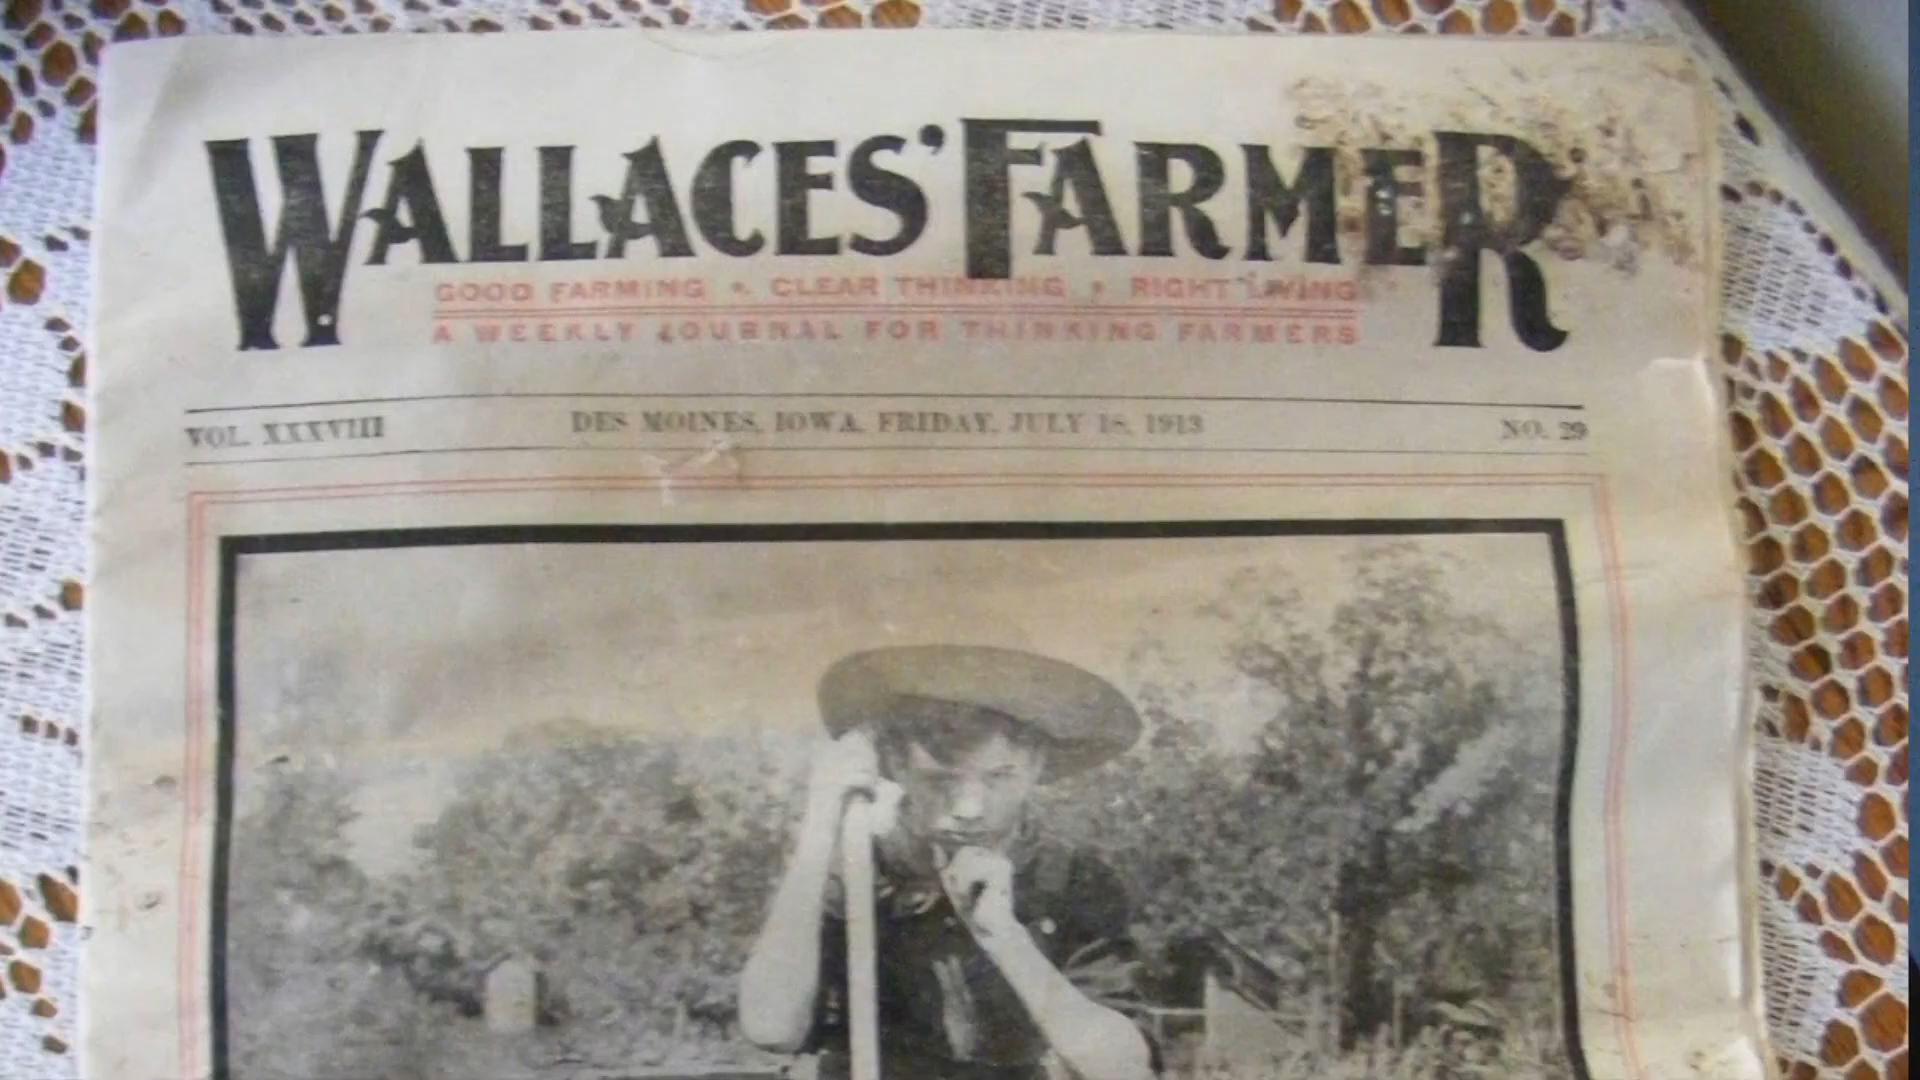 WALLACES' FARMER
GOOD FARMING • CLEAR THINKING • RIGHT LIVING
A WEEKLY JOURNAL FOR THINKING FARMERS
VOL. XXXVIII DES MOINES, IOWA, FRIDAY, JULY 18, 1913 NO. 29